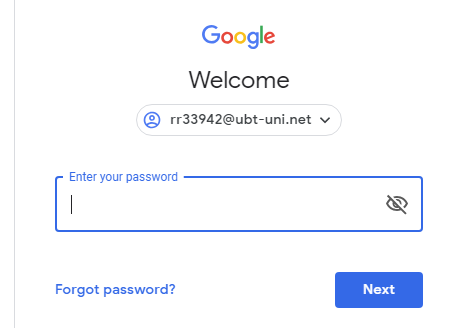 Google
Welcome
rr33942@ubt-uni.net
Enter your password
Forgot password?
Next